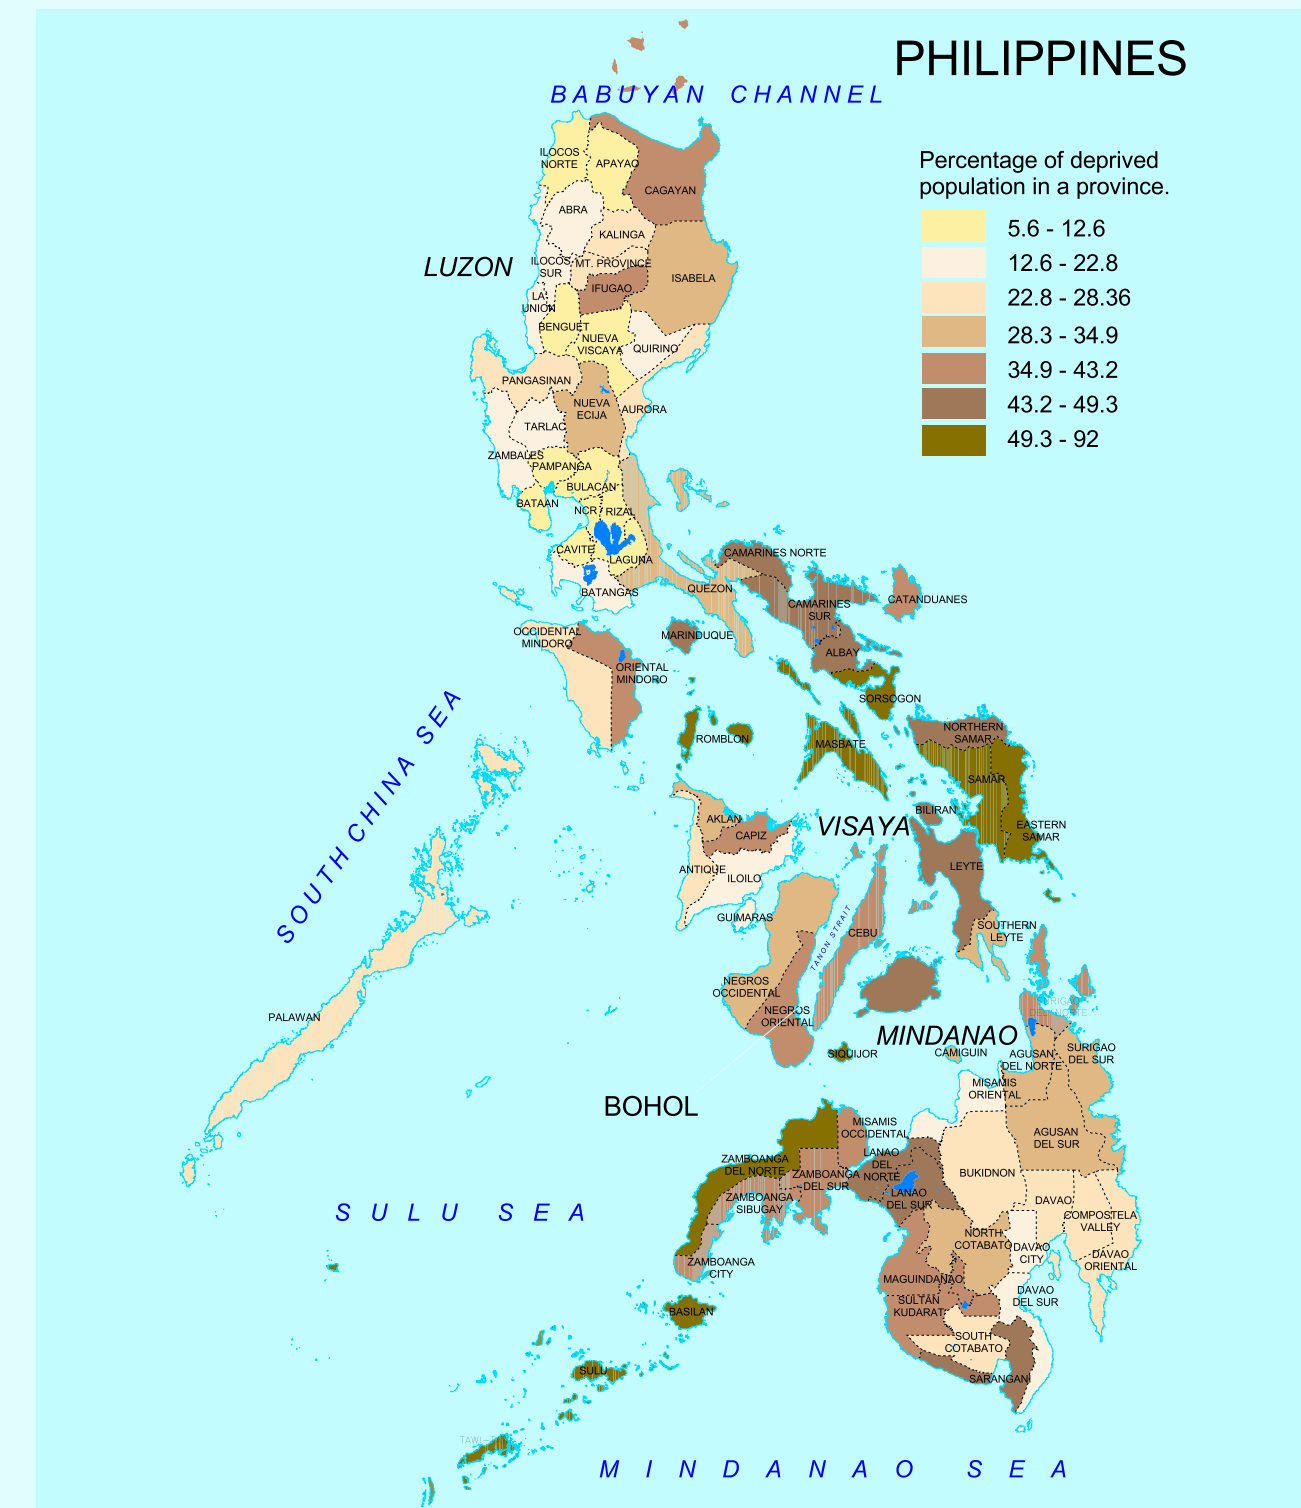 PHILIPPINES
BABUYAN CHANNEL
Percentage of deprived
population in a province.
5.6 - 12.6
12.6 - 22.8
22.8 - 28.36
28.3 - 34.9
34.9 - 43.2
43.2 - 49.3
49.3 - 92
ILOCOS
NORTE
APAYAO
CAGAYAN
ABRA
KALINGA
LUZON
ILOCOS
SUR
MT. PROVINCE
ISABELA
IFUGAO
LA
UNION
BENGUET
NUEVA
VISCAYA
QUIRINO
PANGASINAN
NUEVA
ECIJA
AURORA
TARLAC
ZAMBALES
PAMPANGA
BULACAN
BATAAN
NCR
RIZAL
CAVITE
LAGUNA
BATANGAS
QUEZON
CAMARINES NORTE
CAMARINES
SUR
CATANDUANES
OCCIDENTAL
MINDORO
MARINDUQUE
ALBAY
ORIENTAL
MINDORO
SORSOGON
ROMBLON
MASBATE
NORTHERN
SAMAR
SAMAR
SOUTH CHINA SEA
BILIRAN
VISAYA
AKLAN
CAPIZ
EASTERN
SAMAR
ANTIQUE
ILOILO
LEYTE
GUIMARAS
CEBU
TANON STRAIT
SOUTHERN
LEYTE
NEGROS
OCCIDENTAL
NEGROS
ORIENTAL
PALAWAN
SURIGAO
DEL NORTE
MINDANAO
SIQUIJOR
CAMIGUIN
AGUSAN
DEL NORTE
SURIGAO
DEL SUR
BOHOL
MISAMIS
ORIENTAL
MISAMIS
OCCIDENTAL
AGUSAN
DEL SUR
ZAMBOANGA
DEL NORTE
LANAO
DEL
NORTE
BUKIDNON
ZAMBOANGA
DEL SUR
ZAMBOANGA
SIBUGAY
LANAO
DEL SUR
DAVAO
COMPOSTELA
VALLEY
SULU SEA
NORTH
COTABATO
DAVAO
CITY
DAVAO
ORIENTAL
ZAMBOANGA
CITY
MAGUINDANAO
DAVAO
DEL SUR
SULTAN
KUDARAT
BASILAN
SOUTH
COTABATO
SULU
SARANGANI
MINDANAO SEA